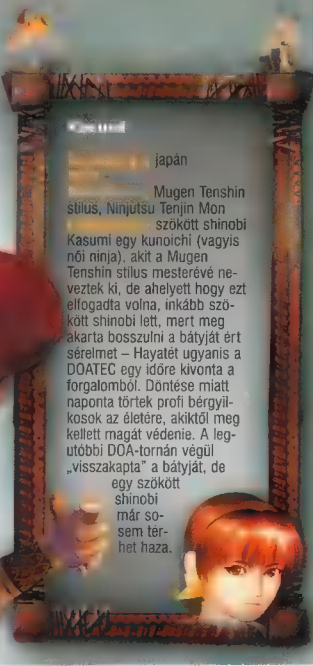 japán
Mugen Tenshin
stílus, Ninjutsu Tenjin Mon
szökött shinobi
Kasumi egy kunoichi (vagyis
női ninja), akit a Mugen
Tenshin stílus mesterévé ne-
veztek ki, de ahelyett hogy ezt
elfogadta volna, inkább szö-
kött shinobi lett, mert meg
akarta bosszulni a bátyját ért
sérelmet – Hayatét ugyanis a
DOATEC egy időre kivonta a
forgalomból. Döntése miatt
naponta törtek profi bérgyil-
kosok az életére, akiktől meg
kellett magát védenie. A leg-
utóbbi DOA-tornán végül
„visszakapta” a bátyját, de
egy szökött
shinobi
már so-
sem tér-
het haza.